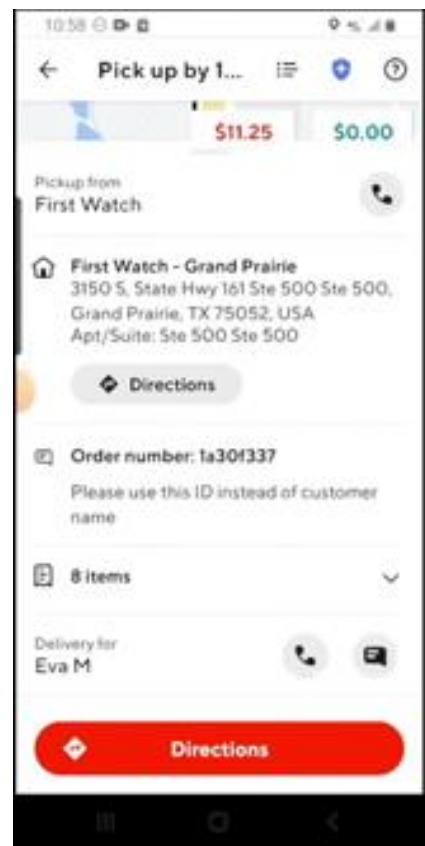 10:58
Pick up by 1...
$11.25 $0.00
Pickup from
First Watch
First Watch - Grand Prairie
3150 S, State Hwy 161 Ste 500 Ste 500,
Grand Prairie, TX 75052, USA
Apt/Suite: Ste 500 Ste 500
Directions
Order number: 1a30f337
Please use this ID instead of customer
name
8 items
Delivery for
Eva M
Directions